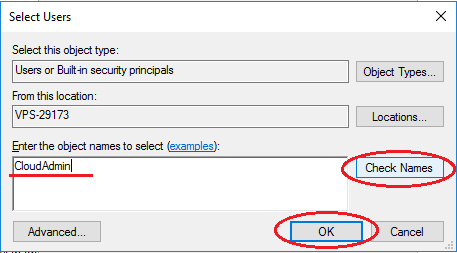 Select Users
Select this object type:
Users or Built-in security principals
Object Types...
From this location:
VPS-29173
Locations...
Enter the object names to select (examples):
CloudAdmin
Check Names
Advanced...
OK
Cancel